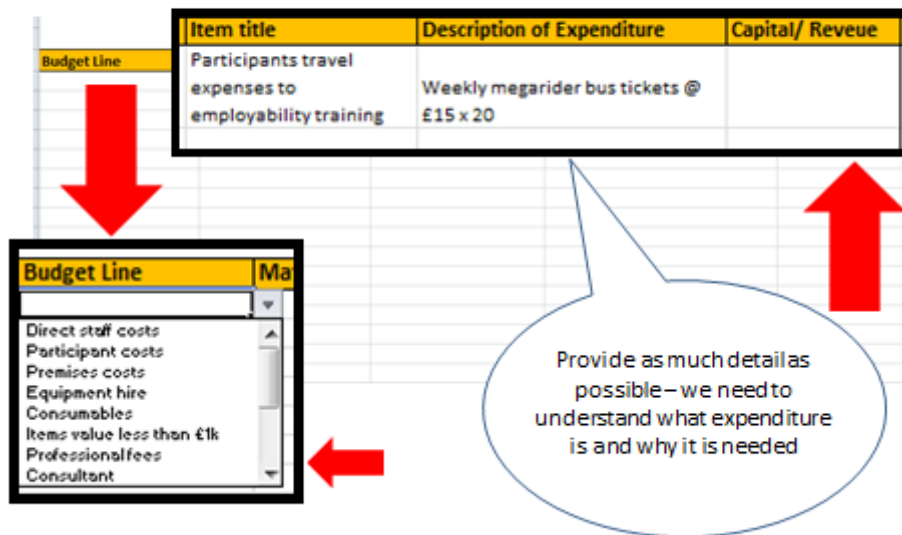 Item title Description of Expenditure Capital/ Reveue
Budget Line
Participants travel
expenses to
employability training
Weekly megarider bus tickets @
£15 x 20
Budget Line Ma
Direct staff costs
Participant costs
Premises costs
Equipment hire
Consumables
Items value less than £1k
Professional fees
Consultant
Provide as much detail as
possible – we need to
understand what expenditure
is and why it is needed